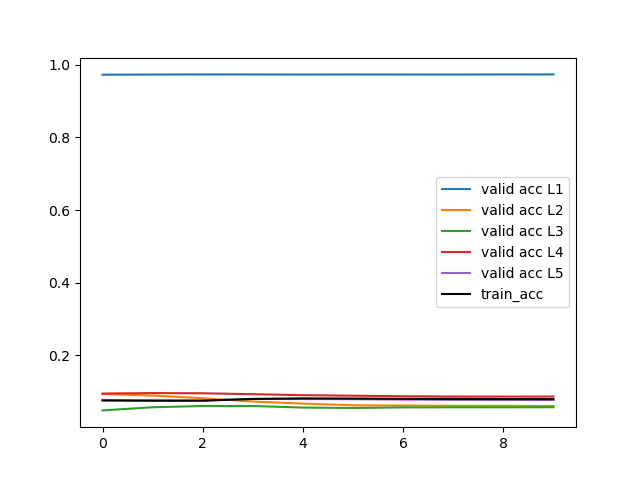 1.0
0.8
0.6
0.4
0.2
0 2 4 6 8
valid acc L1
valid acc L2
valid acc L3
valid acc L4
valid acc L5
train_acc